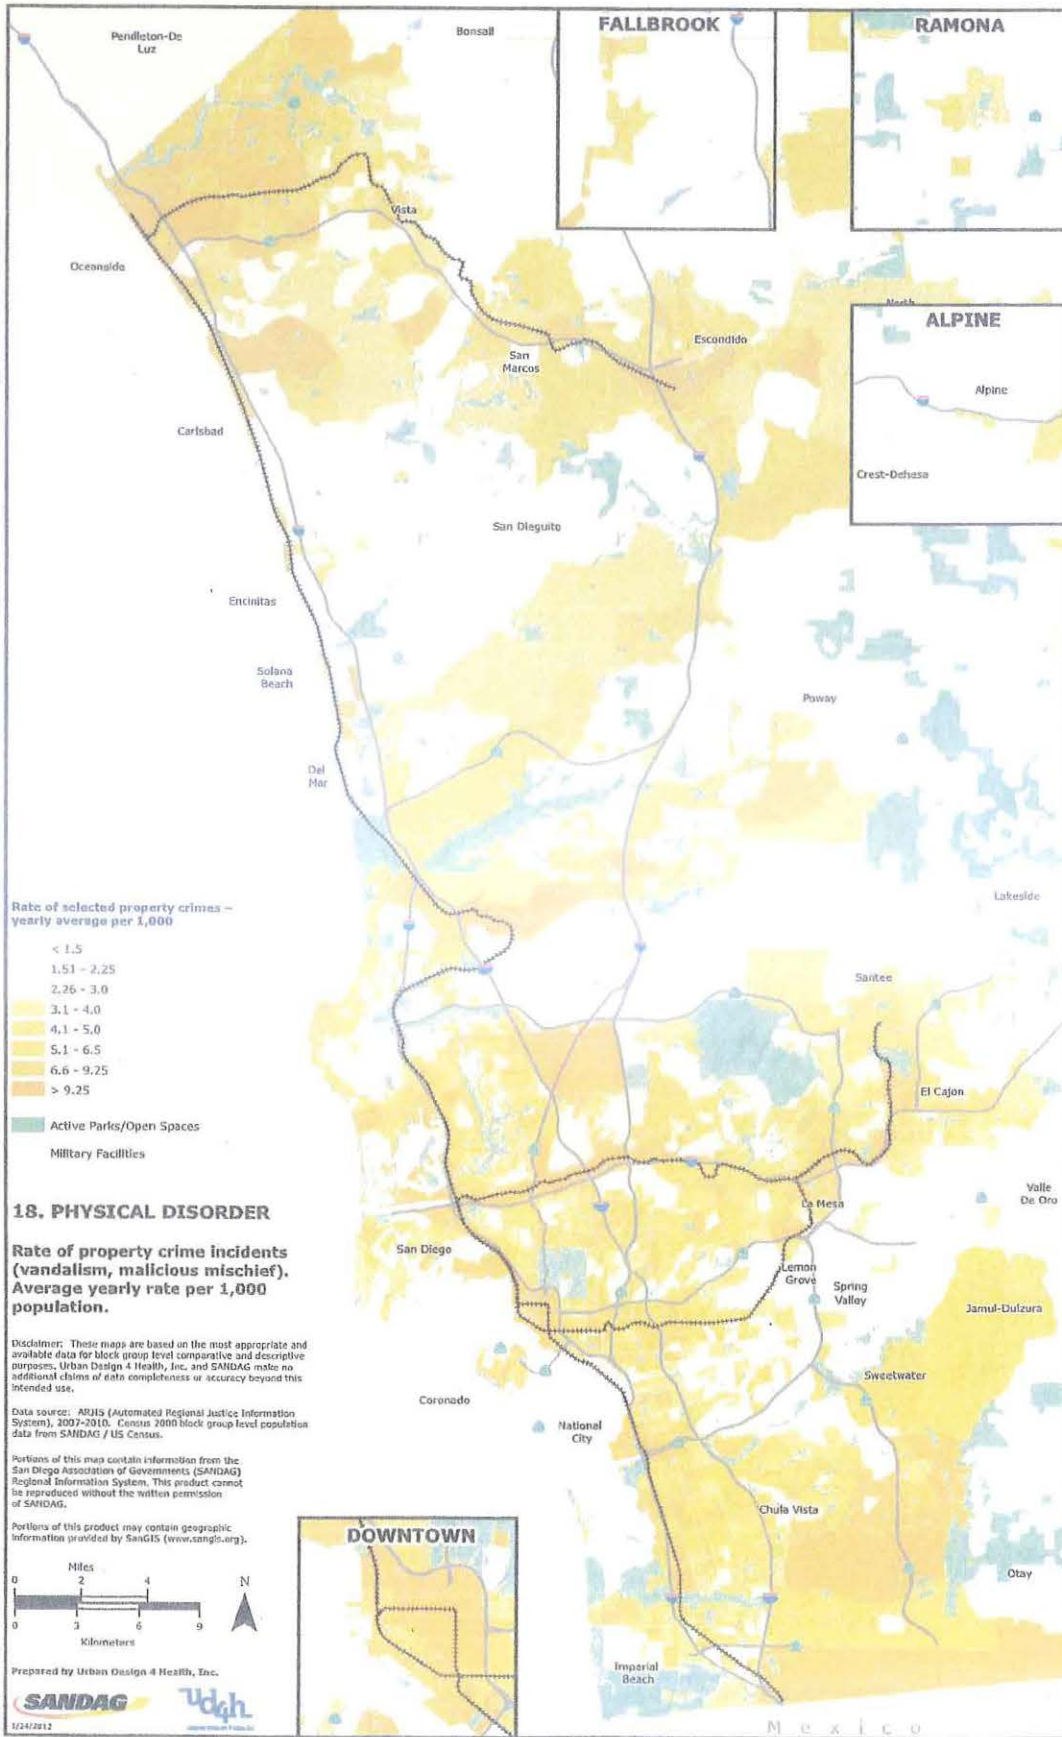 Pendleton-De
Luz
Bonsall
FALLBROOK
RAMONA
Vista
Oceanside
North
ALPINE
Alpine
Crest-Dehesa
Escondido
San
Marcos
Carlsbad
San Dieguito
Encinitas
Solana
Beach
Poway
Del
Mar
Lakeside
Rate of selected property crimes –
yearly average per 1,000
< 1.5
1.51 - 2.25
2.26 - 3.0
3.1 - 4.0
4.1 - 5.0
5.1 - 6.5
6.6 - 9.25
> 9.25
Active Parks/Open Spaces
Military Facilities
Santee
El Cajon
Valle
De Oro
La Mesa
San Diego
Lemon
Grove
Spring
Valley
Jamul-Dulzura
Sweetwater
Coronado
National
City
Chula Vista
Otay
Imperial
Beach
Mexico
18. PHYSICAL DISORDER
Rate of property crime incidents
(vandalism, malicious mischief).
Average yearly rate per 1,000
population.
Disclaimer: These maps are based on the most appropriate and
available data for block group level comparative and descriptive
purposes. Urban Design 4 Health, Inc. and SANDAG make no
additional claims of data completeness or accuracy beyond this
intended use.
Data source: ARJIS (Automated Regional Justice Information
System), 2007-2010. Census 2000 block group level population
data from SANDAG / US Census.
Portions of this map contain information from the
San Diego Association of Governments (SANDAG)
Regional Information System. This product cannot
be reproduced without the written permission
of SANDAG.
Portions of this product may contain geographic
information provided by SanGIS (www.sangis.org).
DOWNTOWN
Miles
0 2 4
N
0 3 6 9
Kilometers
Prepared by Urban Design 4 Health, Inc.
SANDAG
ud4h
1/24/2012